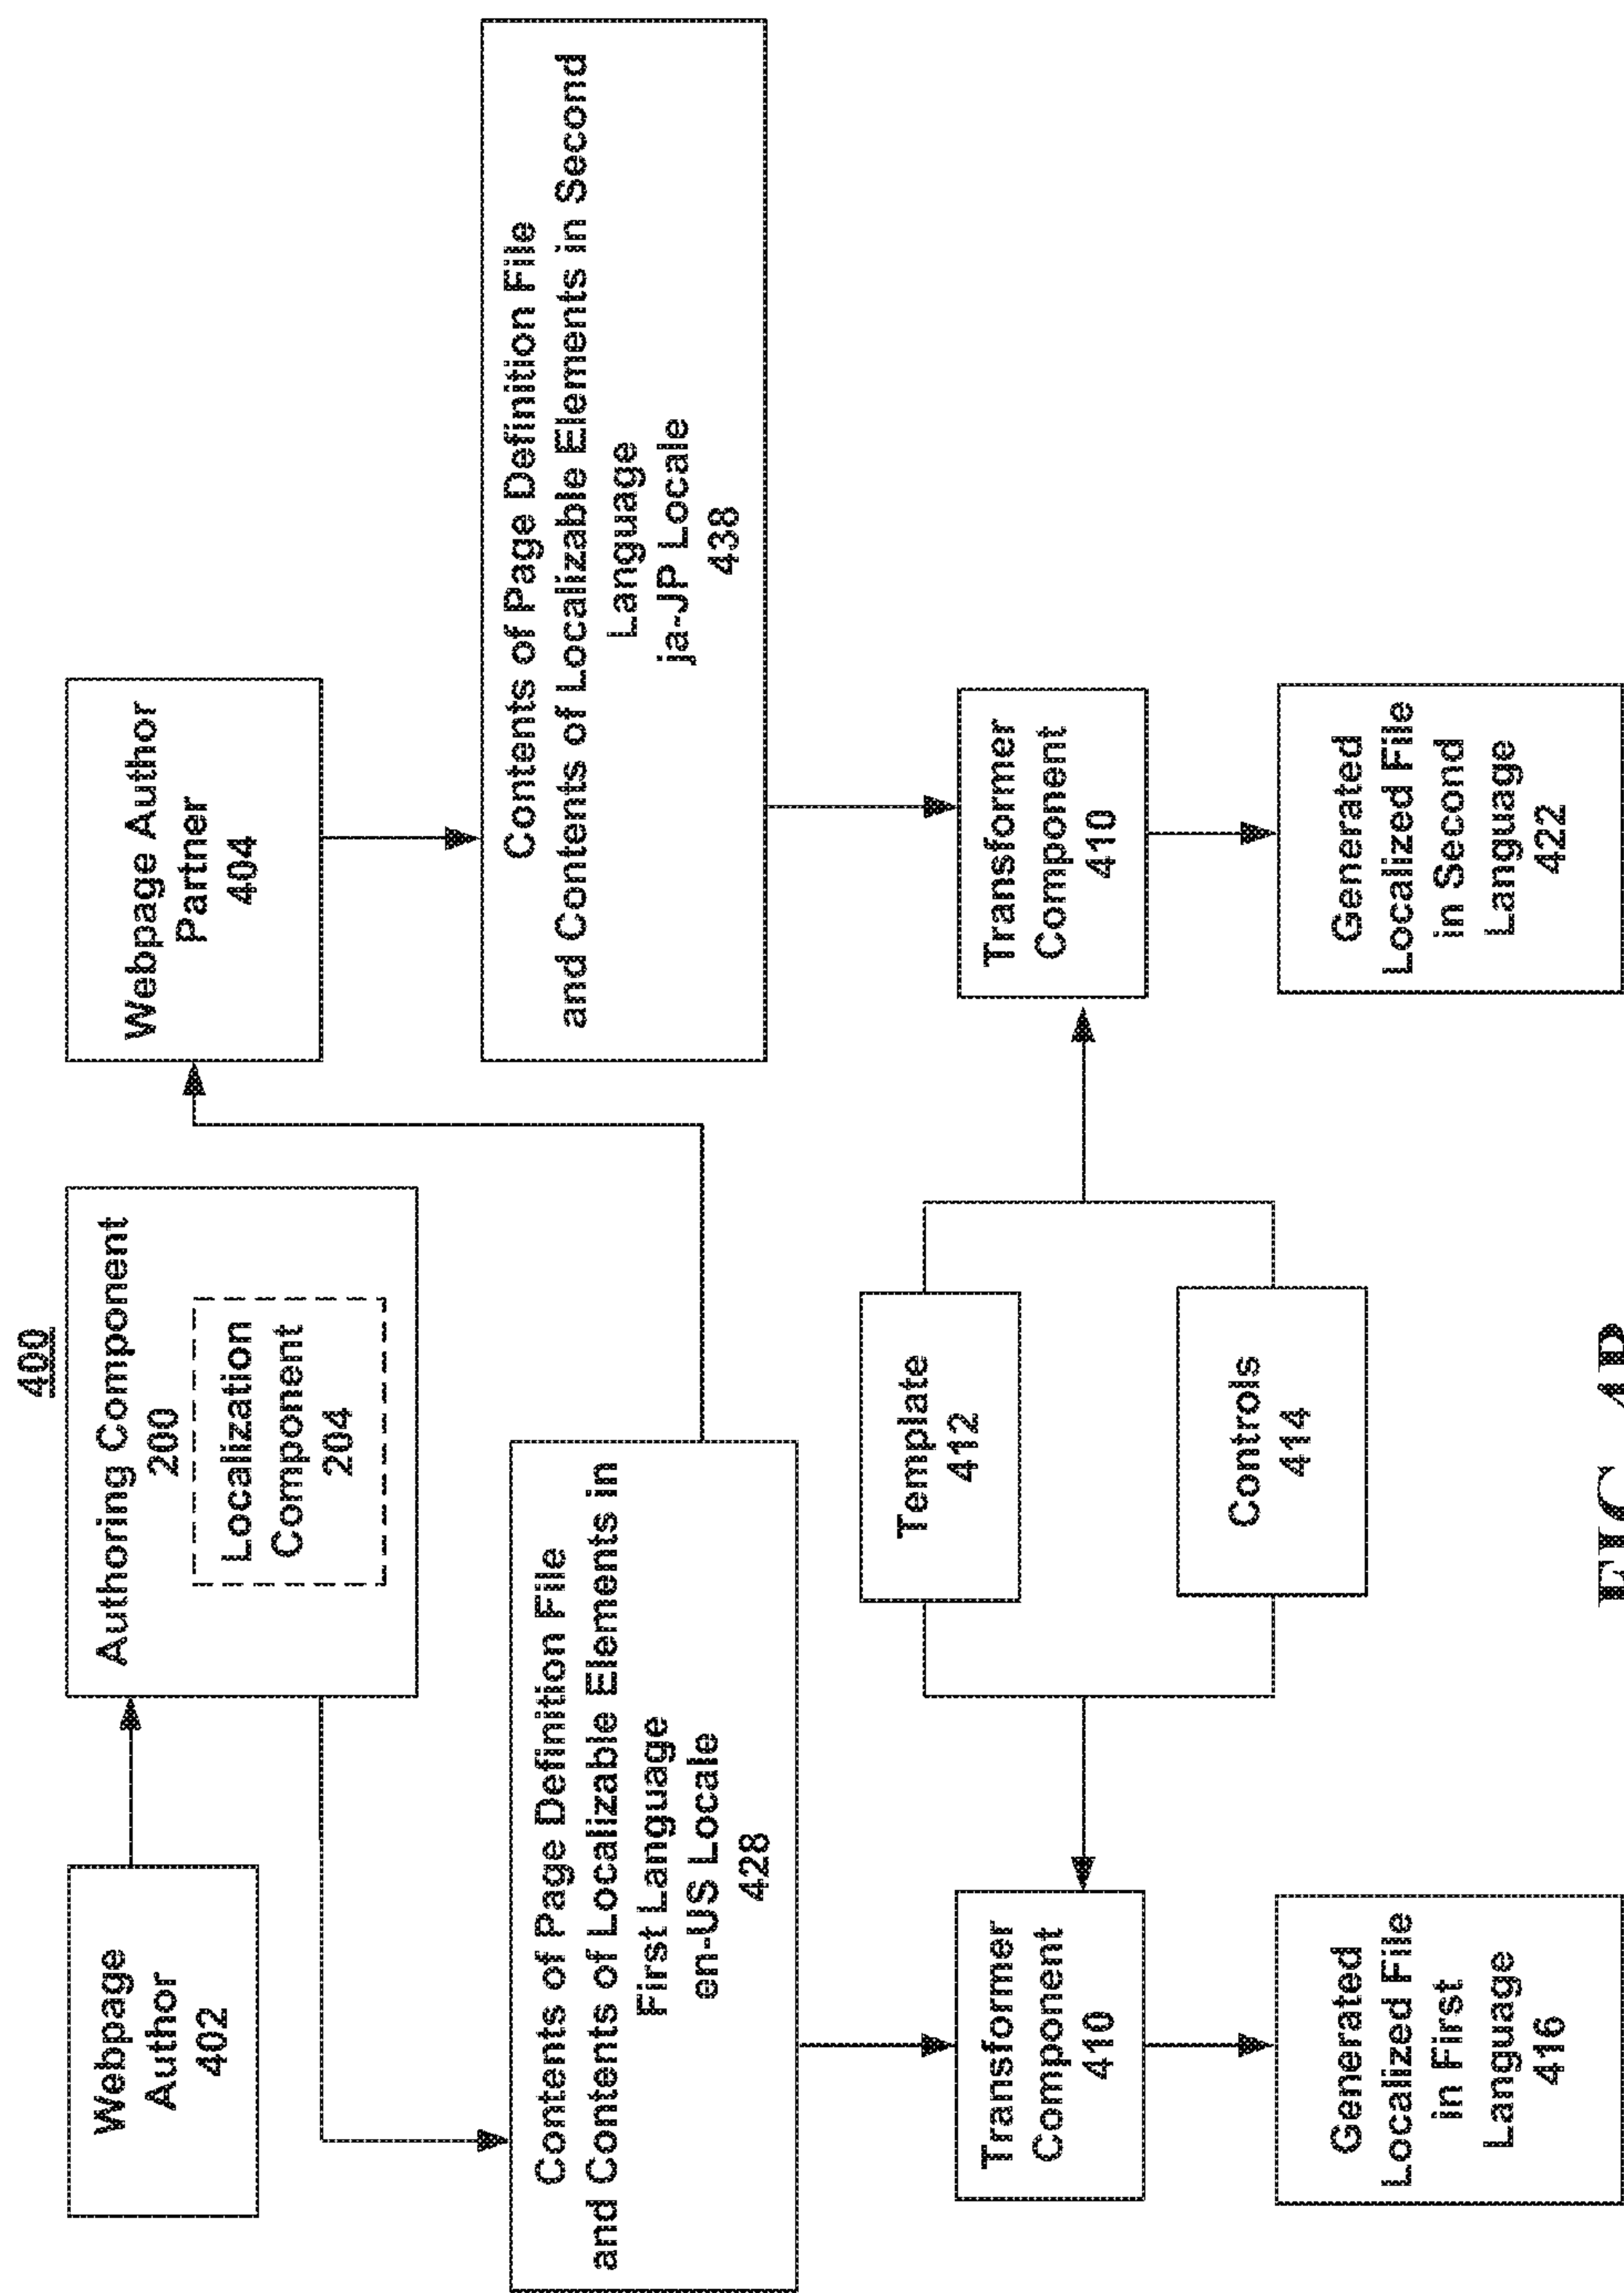 400
Webpage
Author
402
Authoring Component
200
Localization
Component
204
Webpage Author
Partner
404
Contents of Page Definition File
and Contents of Localizable Elements in
First Language
en-US Locale
428
Contents of Page Definition File
and Contents of Localizable Elements in Second
Language
ja-JP Locale
438
Transformer
Component
410
Template
412
Controls
414
Transformer
Component
410
Generated
Localized File
in First
Language
416
Generated
Localized File
in Second
Language
422